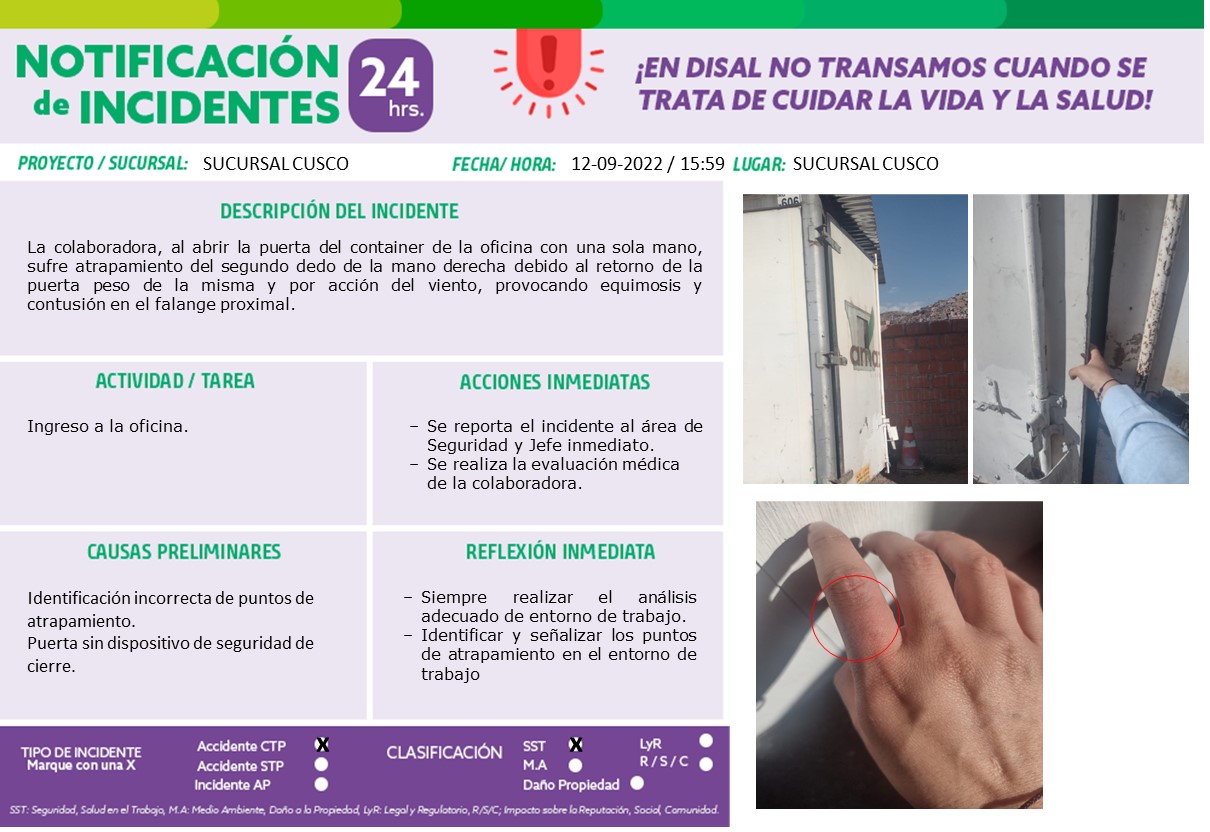 NOTIFICACIÓN
de INCIDENTES
24
hrs.
¡EN DISAL NO TRANSAMOS CUANDO SE
TRATA DE CUIDAR LA VIDA Y LA SALUD!
PROYECTO / SUCURSAL: SUCURSAL CUSCO FECHA/ HORA: 12-09-2022 / 15:59 LUGAR: SUCURSAL CUSCO
DESCRIPCIÓN DEL INCIDENTE
La colaboradora, al abrir la puerta del container de la oficina con una sola mano,
sufre atrapamiento del segundo dedo de la mano derecha debido al retorno de la
puerta peso de la misma y por acción del viento, provocando equimosis y
contusión en el falange proximal.
ACTIVIDAD / TAREA
Ingreso a la oficina.
ACCIONES INMEDIATAS
– Se reporta el incidente al área de
Seguridad y Jefe inmediato.
– Se realiza la evaluación médica
de la colaboradora.
CAUSAS PRELIMINARES
Identificación incorrecta de puntos de
atrapamiento.
Puerta sin dispositivo de seguridad de
cierre.
REFLEXIÓN INMEDIATA
– Siempre realizar el análisis
adecuado de entorno de trabajo.
– Identificar y señalizar los puntos
de atrapamiento en el entorno de
trabajo
TIPO DE INCIDENTE
Marque con una X
Accidente CTP X
Accidente STP
Incidente AP
CLASIFICACIÓN
SST X
M.A
Daño Propiedad
LyR
R/S/C
SST: Seguridad, Salud en el Trabajo, M.A: Medio Ambiente, Daño a la Propiedad, LyR: Legal y Regulatorio, R/S/C; Impacto sobre la Reputación, Social, Comunidad.
606